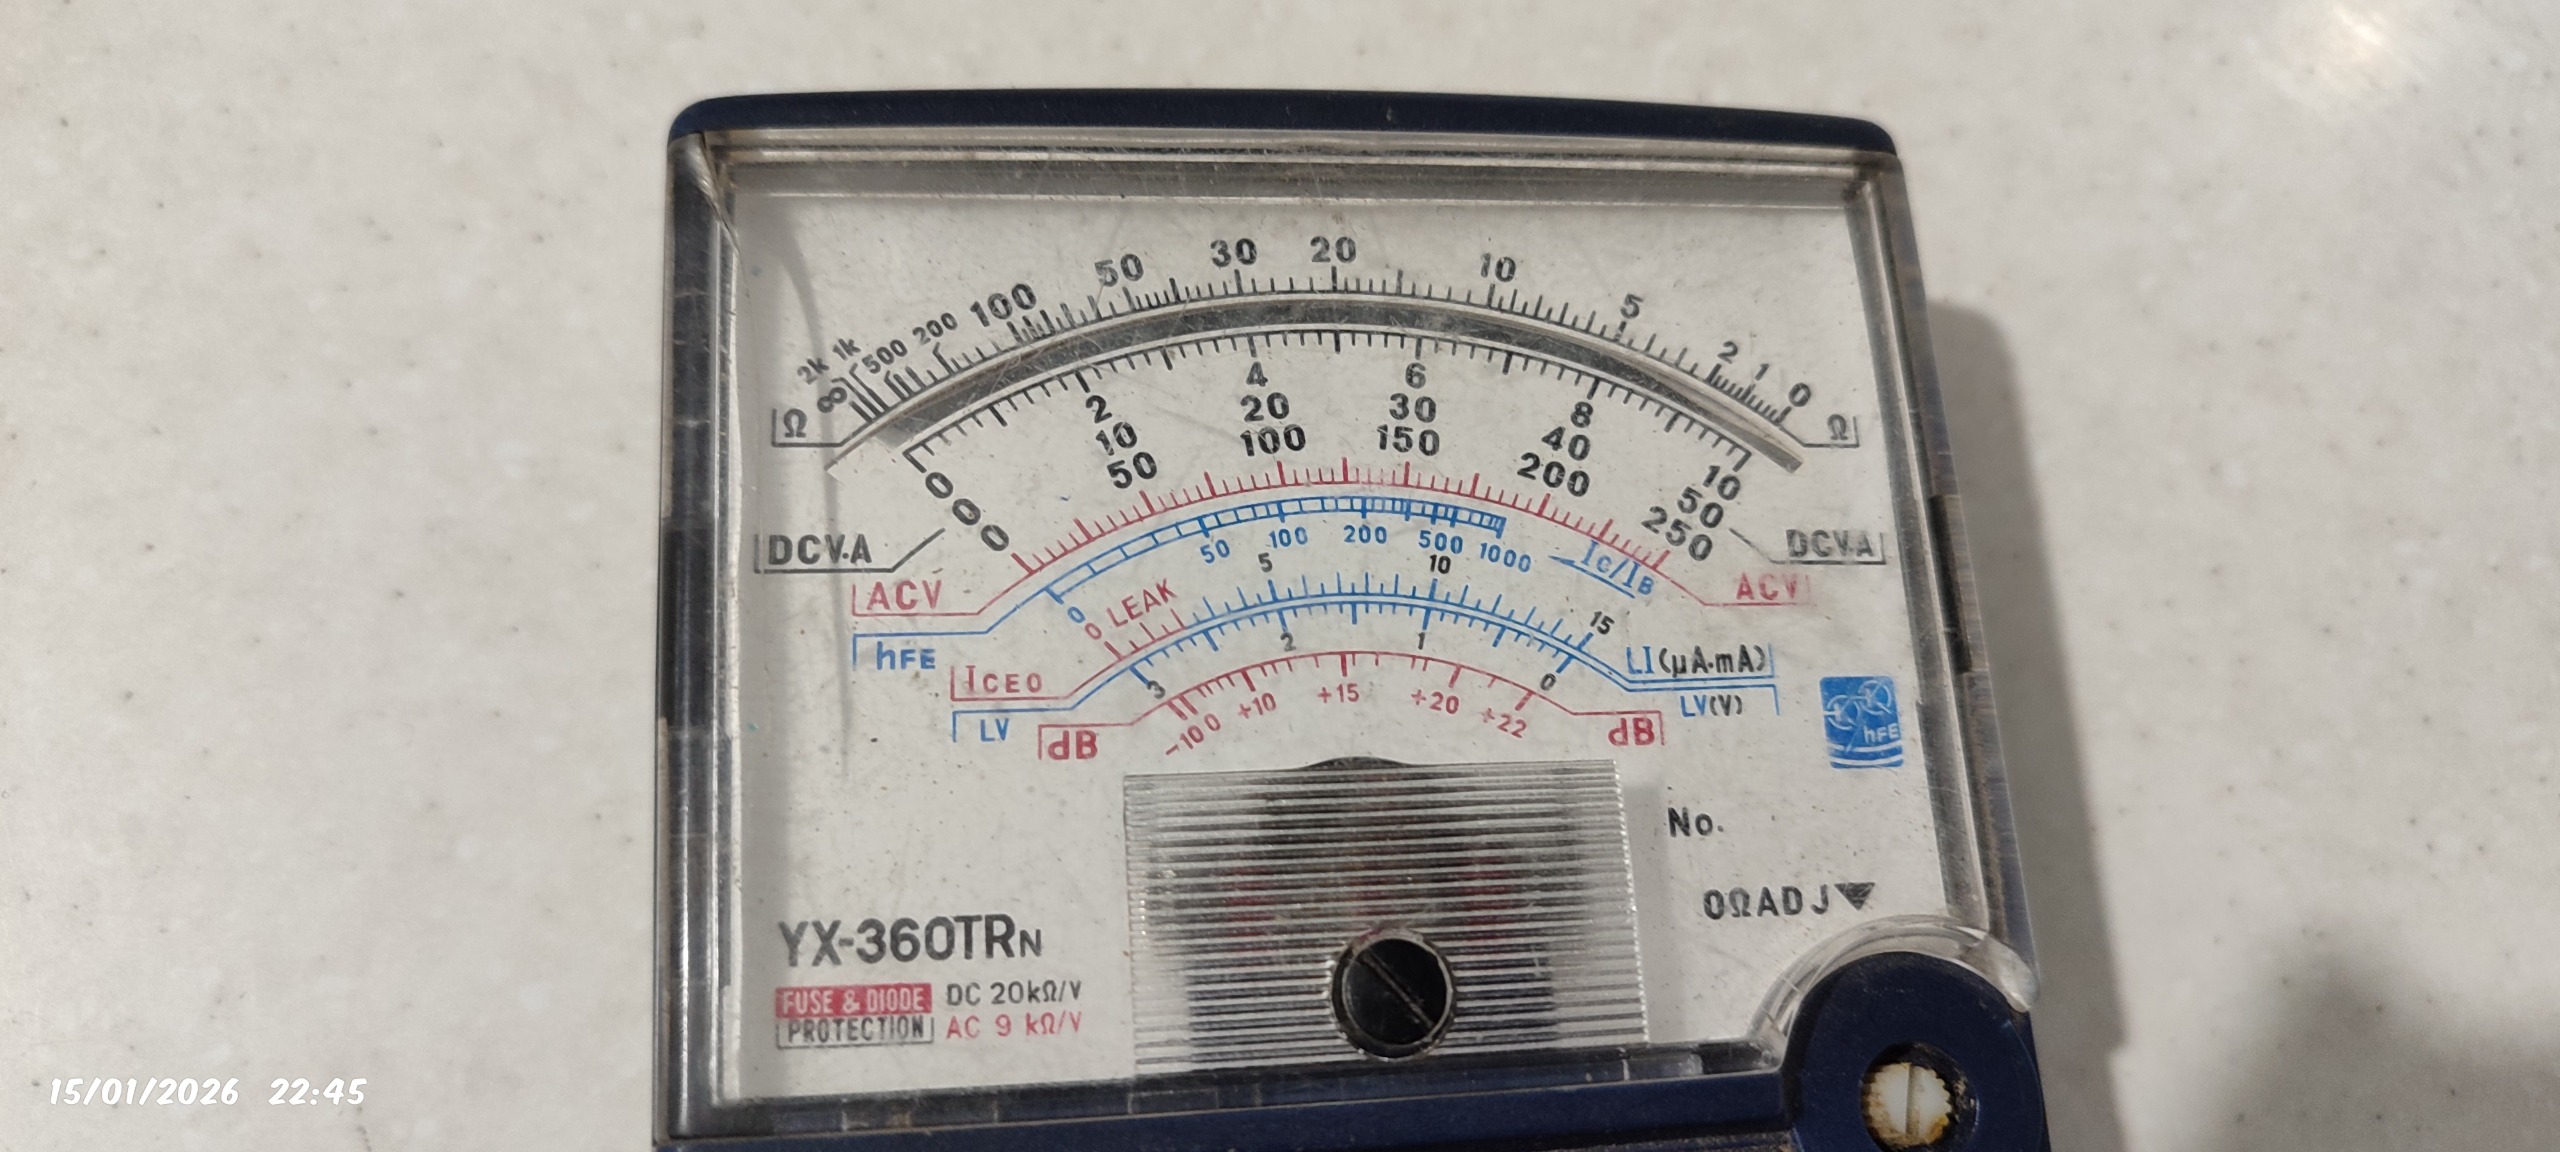 50 30 20 10 5 2 1 0
2k 1k 500 200 100
Ω ∞ Ω
0 2 4 6 8 10
0 10 20 30 40 50
0 50 100 150 200 250
DCV.A DCV.A
ACV ACV
0 50 100 200 500 1000 IC/IB
hFE
0 LEAK 5 10 15
ICEO LI(μA.mA)
3 2 1 0
LV LV(V)
-10 0 +10 +15 +20 +22
dB dB
hFE
No.
0ΩADJ▼
YX-360TRN
FUSE & DIODE DC 20kΩ/V
PROTECTION AC 9 kΩ/V
15/01/2026 22:45